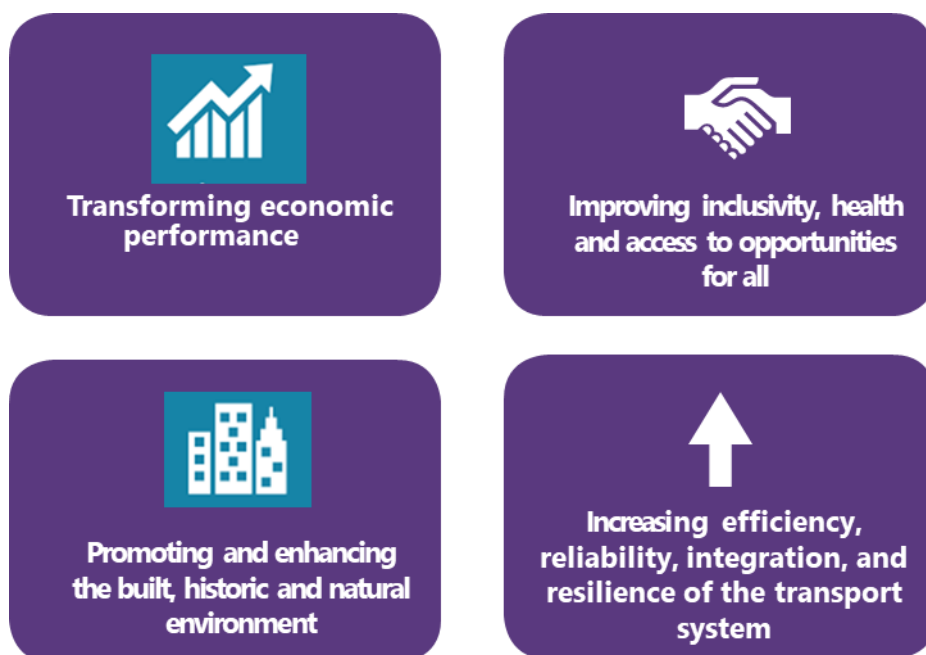 Transforming economic
performance
Improving inclusivity, health
and access to opportunities
for all
Promoting and enhancing
the built, historic and natural
environment
Increasing efficiency,
reliability, integration, and
resilience of the transport
system